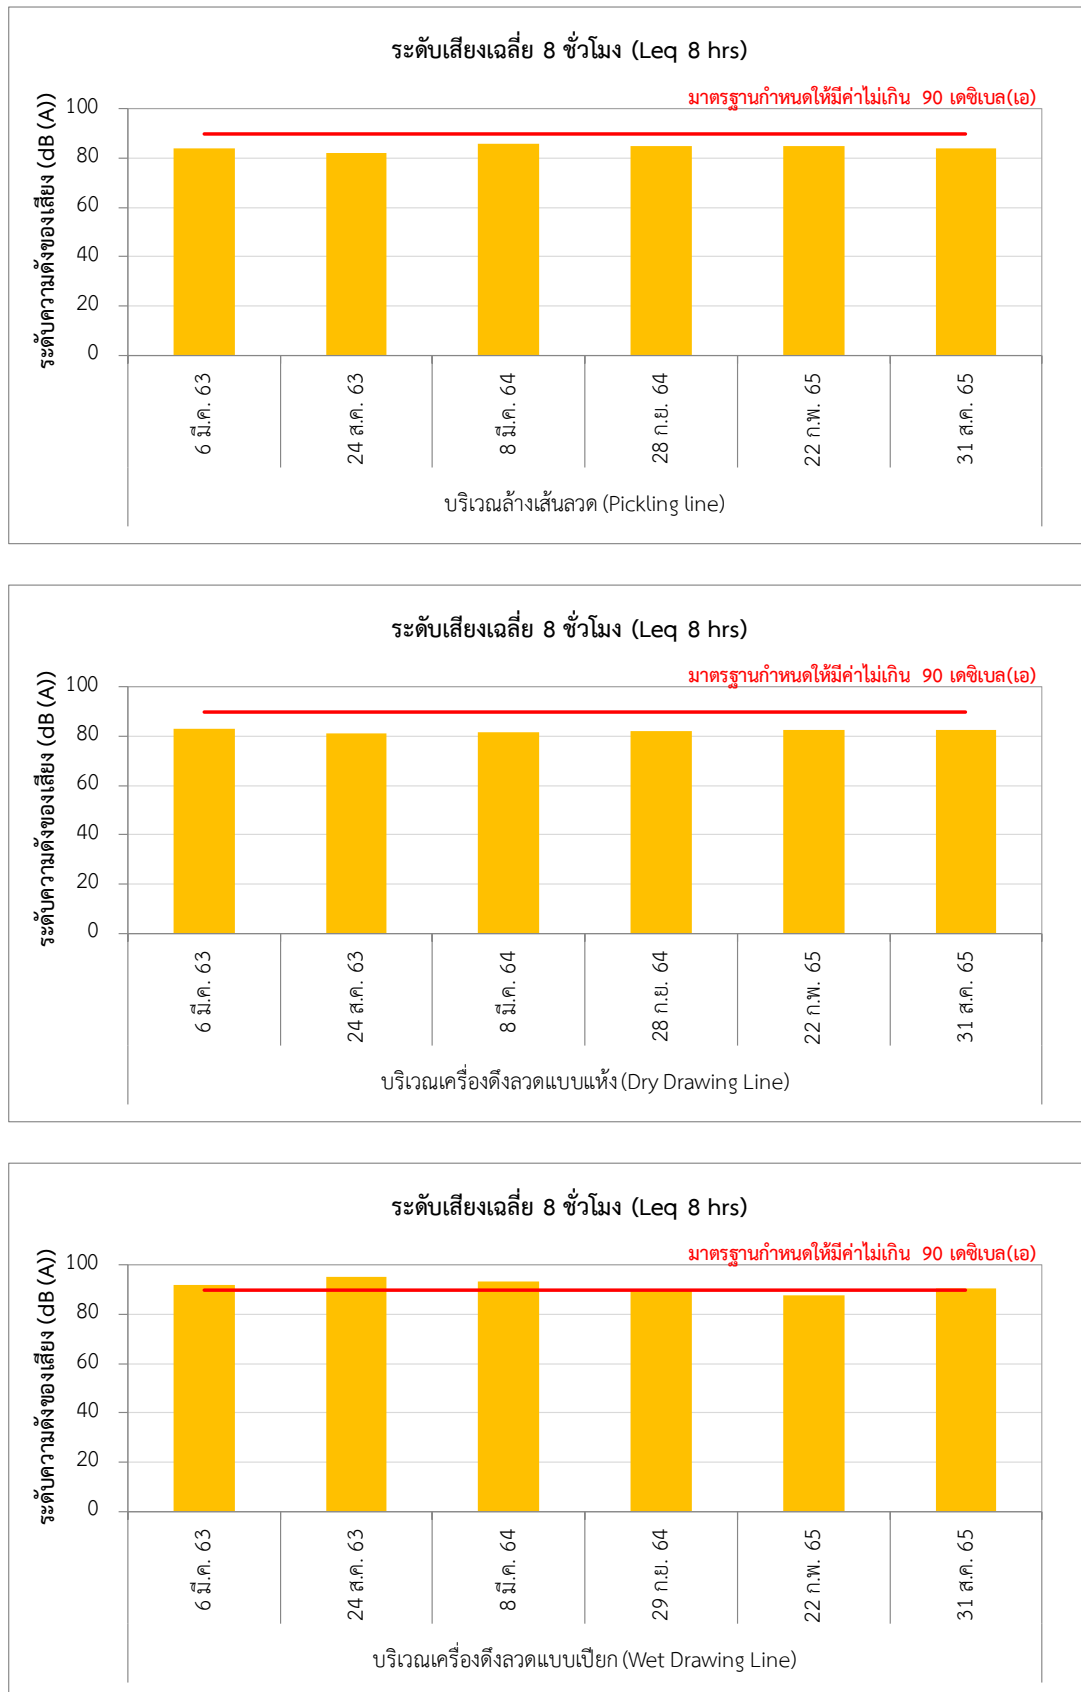 ระดับเสียงเฉลี่ย 8 ชั่วโมง (Leq 8 hrs)
มาตรฐานกำหนดให้มีค่าไม่เกิน 90 เดซิเบล(เอ)
ระดับความดังของเสียง (dB (A))
100
80
60
40
20
0
6 มี.ค. 63
24 ส.ค. 63
8 มี.ค. 64
28 ก.ย. 64
22 ก.พ. 65
31 ส.ค. 65
บริเวณล้างเส้นลวด (Pickling line)
ระดับเสียงเฉลี่ย 8 ชั่วโมง (Leq 8 hrs)
มาตรฐานกำหนดให้มีค่าไม่เกิน 90 เดซิเบล(เอ)
ระดับความดังของเสียง (dB (A))
100
80
60
40
20
0
6 มี.ค. 63
24 ส.ค. 63
8 มี.ค. 64
28 ก.ย. 64
22 ก.พ. 65
31 ส.ค. 65
บริเวณเครื่องดึงลวดแบบแห้ง (Dry Drawing Line)
ระดับเสียงเฉลี่ย 8 ชั่วโมง (Leq 8 hrs)
มาตรฐานกำหนดให้มีค่าไม่เกิน 90 เดซิเบล(เอ)
ระดับความดังของเสียง (dB (A))
100
80
60
40
20
0
6 มี.ค. 63
24 ส.ค. 63
8 มี.ค. 64
29 ก.ย. 64
22 ก.พ. 65
31 ส.ค. 65
บริเวณเครื่องดึงลวดแบบเปียก (Wet Drawing Line)